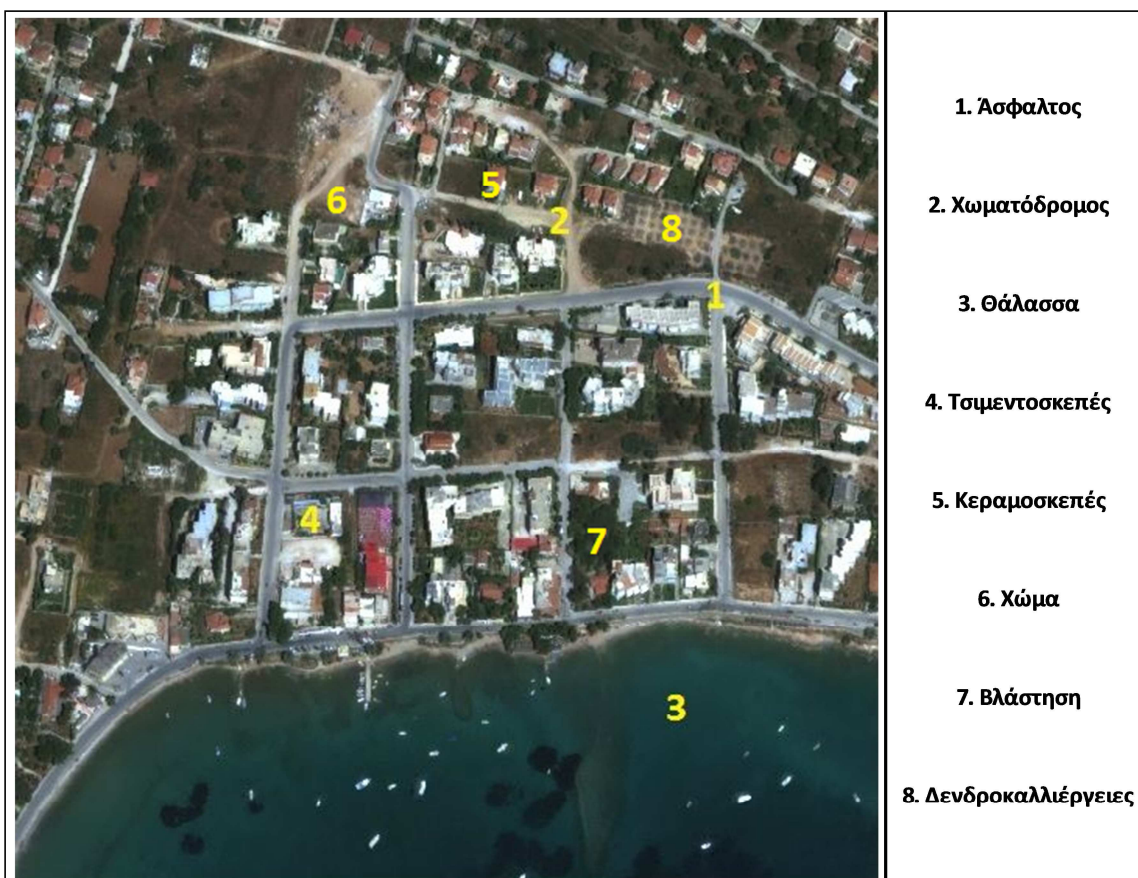 1. Άσφαλτος
2. Χωματόδρομος
3. Θάλασσα
4. Τσιμεντοσκεπές
5. Κεραμοσκεπές
6. Χώμα
7. Βλάστηση
8. Δενδροκαλλιέργειες
5
6
2
8
1
4
7
3